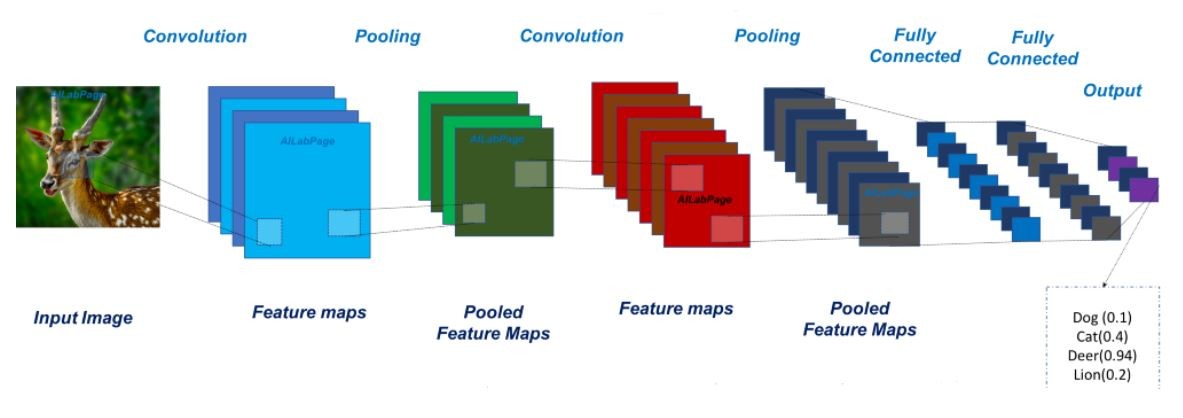 Convolution
Pooling
Convolution
Pooling
Fully
Connected
Fully
Connected
Output
AILabPage
AILabPage
AILabPage
AILabPage
AILabPage
Input Image
Feature maps
Pooled
Feature Maps
Feature maps
Pooled
Feature Maps
Dog (0.1)
Cat(0.4)
Deer(0.94)
Lion(0.2)